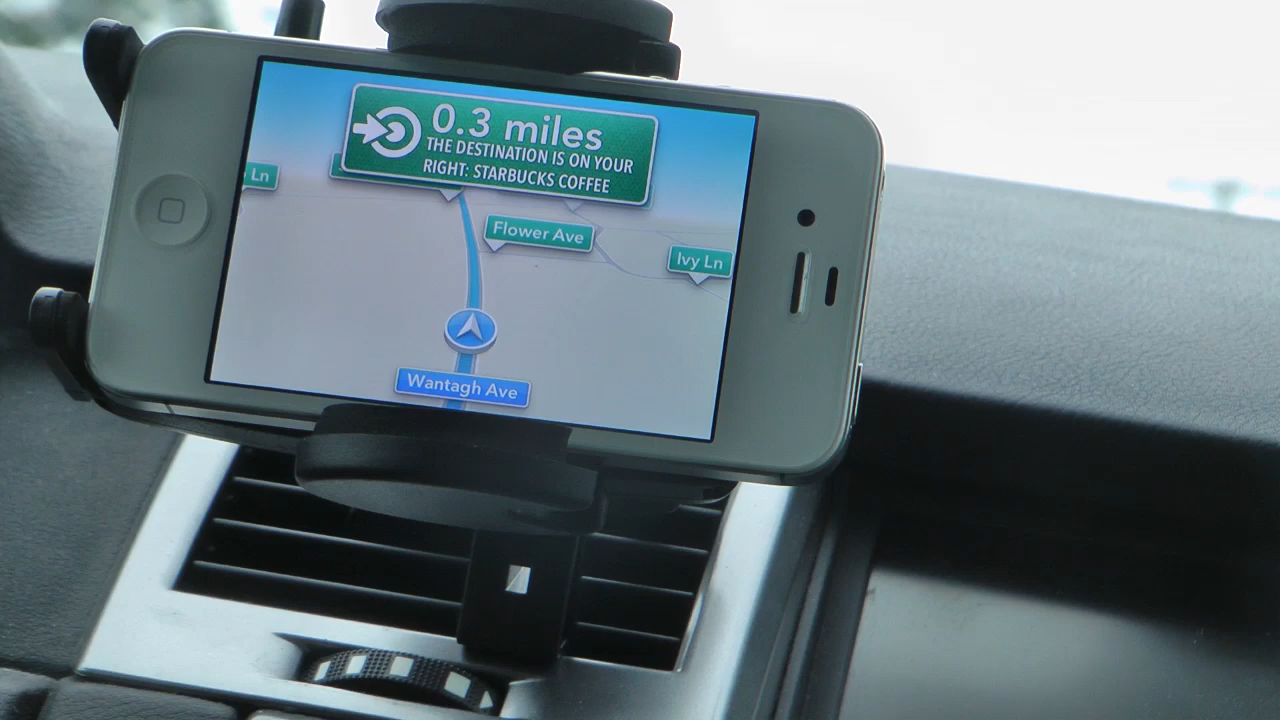 0.3 miles
THE DESTINATION IS ON YOUR
RIGHT: STARBUCKS COFFEE
Ln
Flower Ave
Ivy Ln
Wantagh Ave